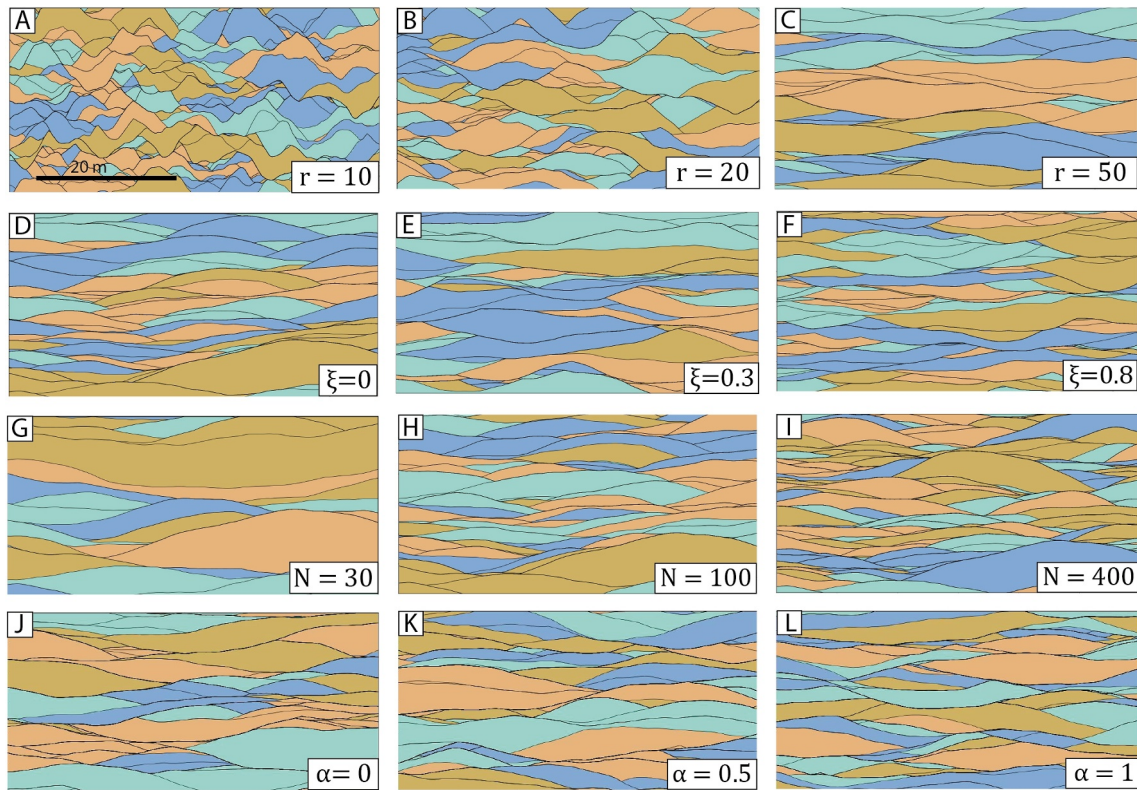 A
B
C
20 m
r = 10
r = 20
r = 50
D
E
F
ξ=0
ξ=0.3
ξ=0.8
G
H
I
N = 30
N = 100
N = 400
J
K
L
α= 0
α = 0.5
α = 1